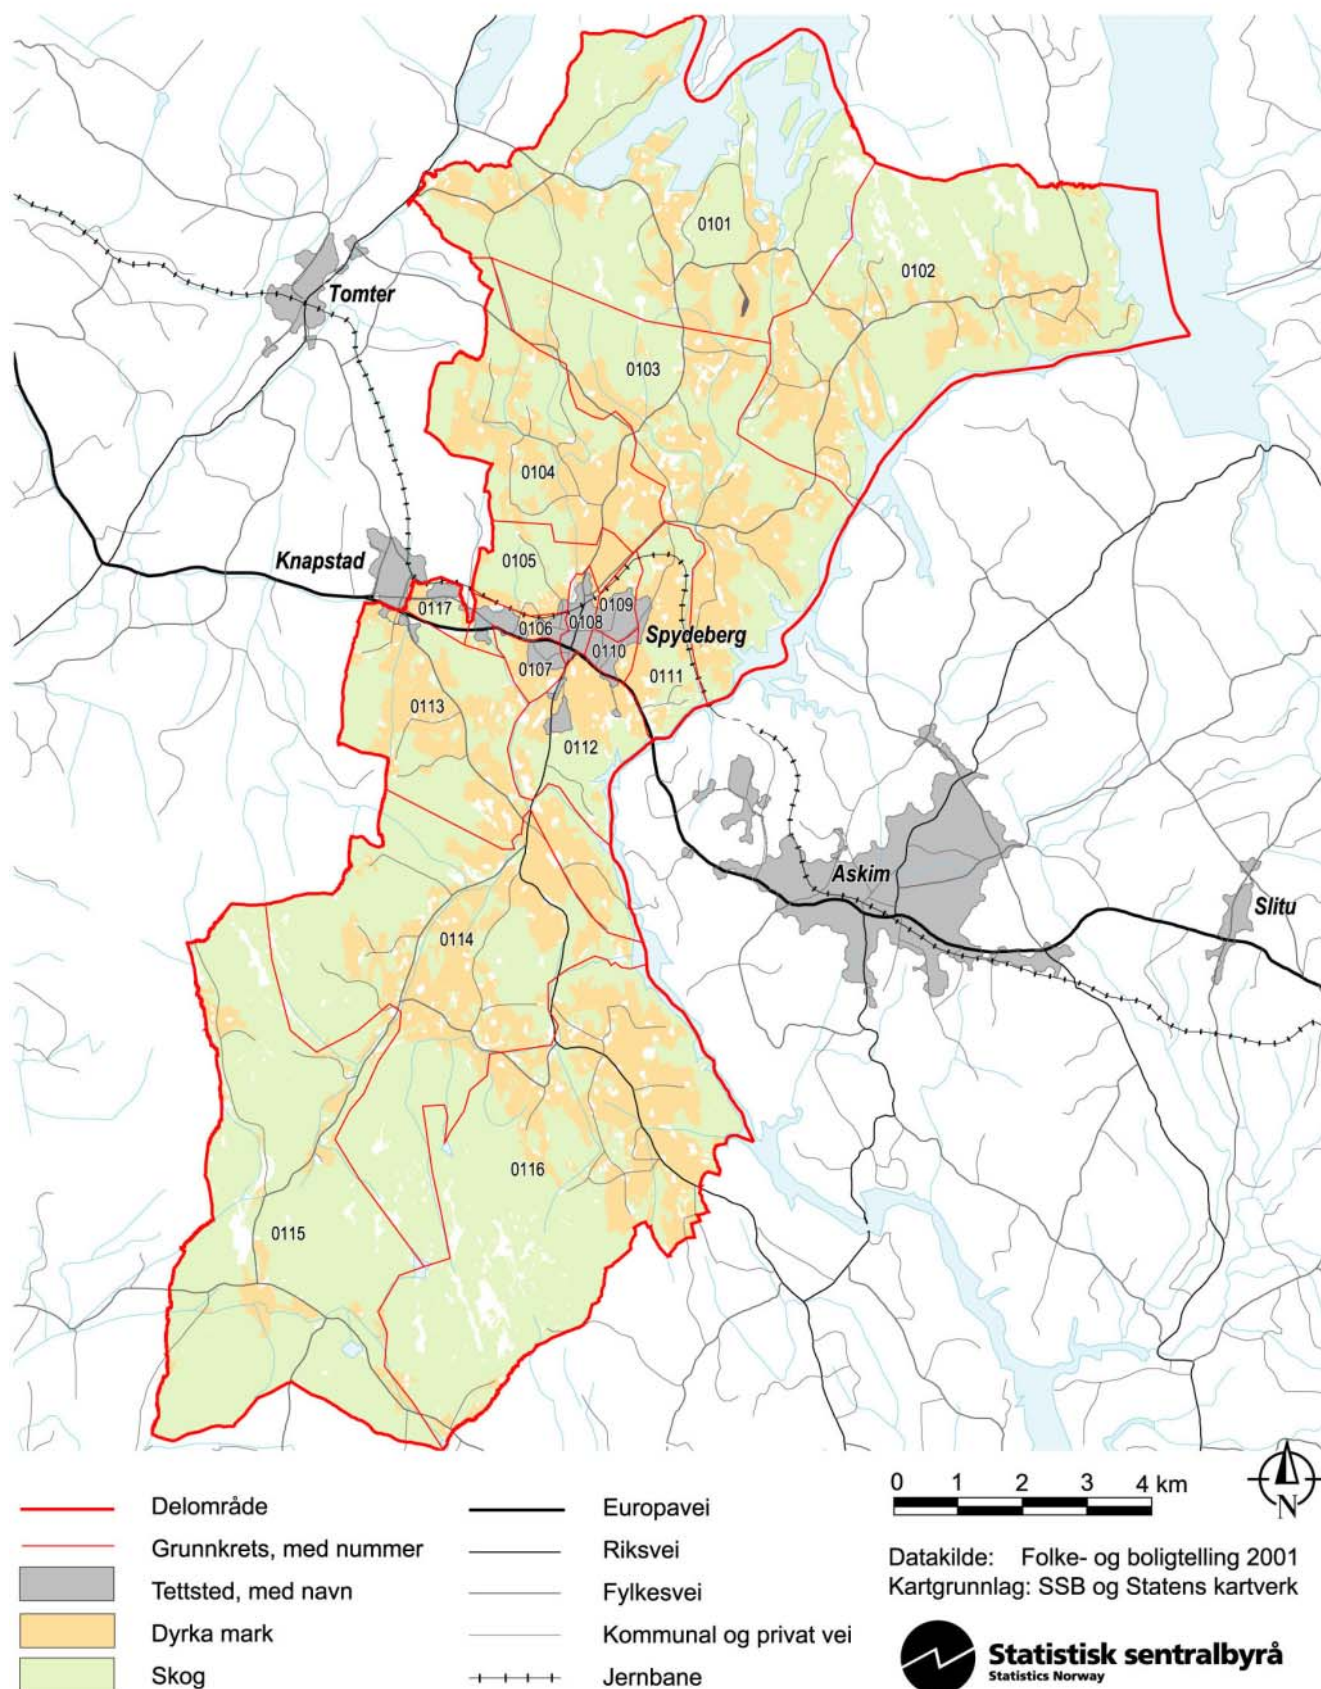 0101
0102
Tomter
0103
0104
Knapstad
0105
0117
0109
0106
0108
Spydeberg
0107
0110
0111
0113
0112
Askim
Slitu
0114
0116
0115
0 1 2 3 4 km
N
Delområde
Grunnkrets, med nummer
Tettsted, med navn
Dyrka mark
Skog
Europavei
Riksvei
Fylkesvei
Kommunal og privat vei
Jernbane
Datakilde: Folke- og boligtelling 2001
Kartgrunnlag: SSB og Statens kartverk
Statistisk sentralbyrå
Statistics Norway